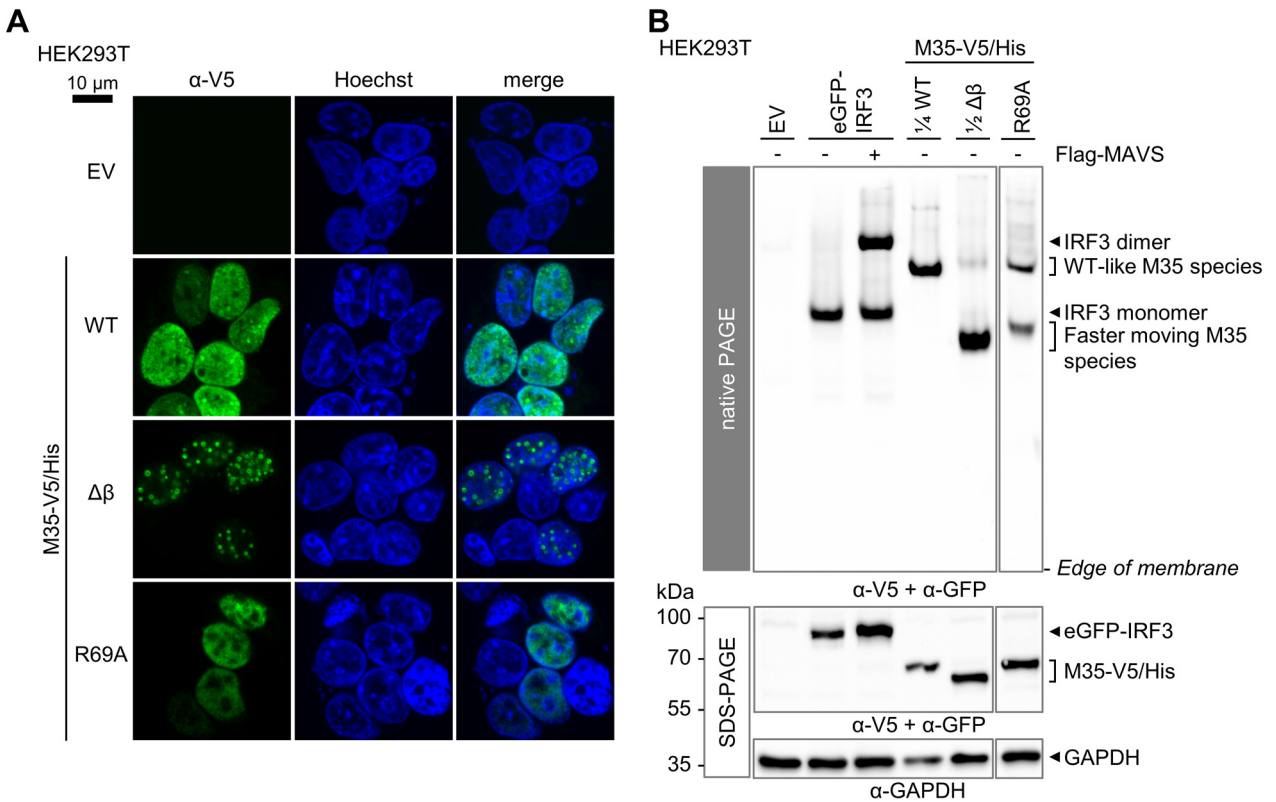 A
HEK293T
10 µm
α-V5
Hoechst
merge
EV
WT
Δβ
R69A
M35-V5/His
B
HEK293T
M35-V5/His
EV
eGFP-
IRF3
¼ WT
½ Δβ
R69A
- - + - - - Flag-MAVS
native PAGE
IRF3 dimer
WT-like M35 species
IRF3 monomer
Faster moving M35
species
- Edge of membrane
α-V5 + α-GFP
kDa
100 -
70 -
55 -
35 -
SDS-PAGE
eGFP-IRF3
M35-V5/His
α-V5 + α-GFP
GAPDH
α-GAPDH